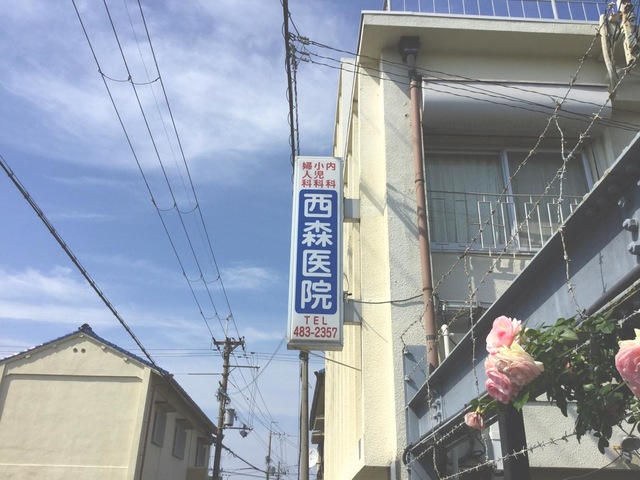 内科
小児科
婦人科
西森医院
TEL
483-2357